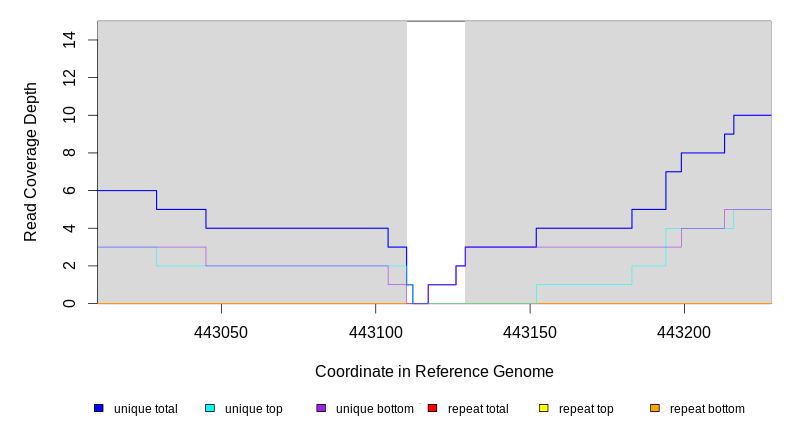 14
12
10
8
6
4
2
0
Read Coverage Depth
443050 443100 443150 443200
Coordinate in Reference Genome
unique total unique top unique bottom repeat total repeat top repeat bottom